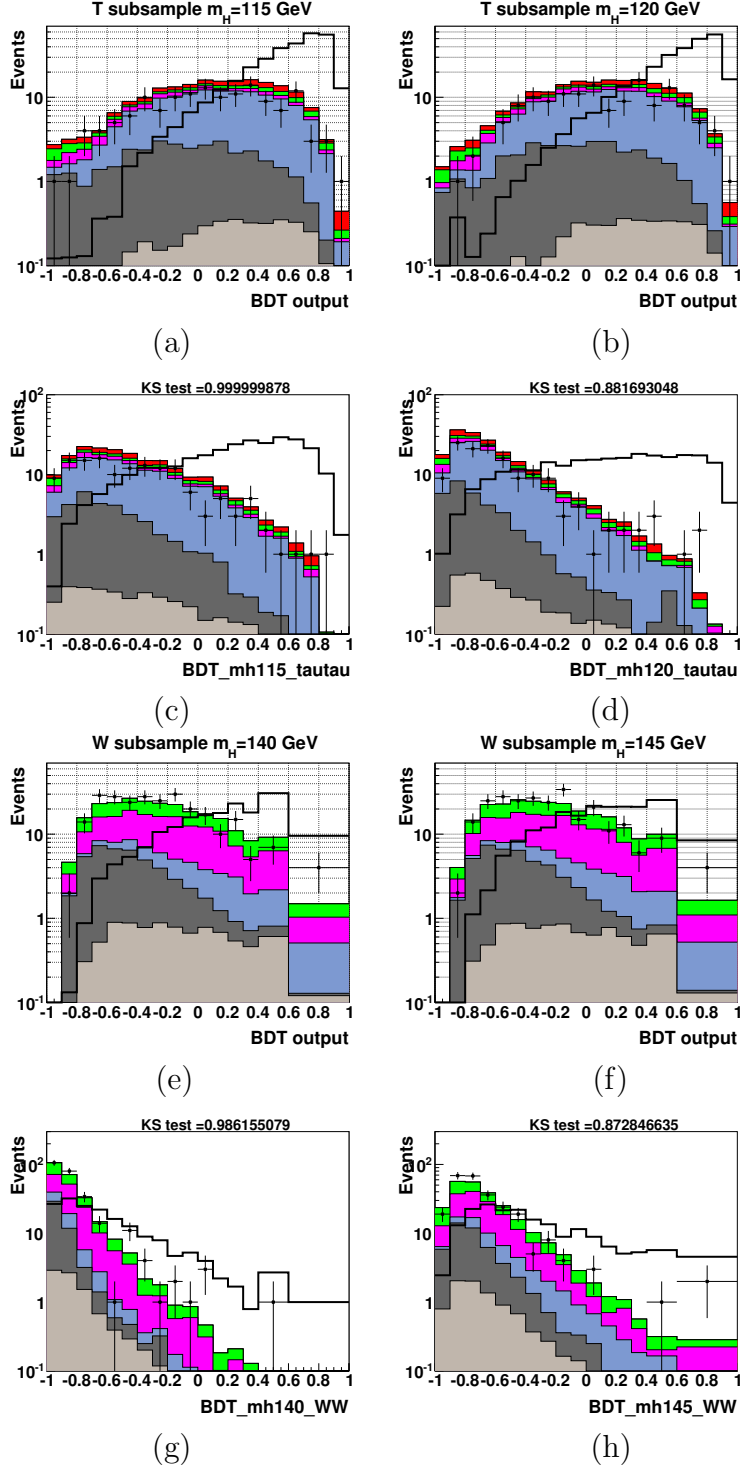 T subsample m_H=115 GeV
Events
10
1
10^-1
-1 -0.8 -0.6 -0.4 -0.2 0 0.2 0.4 0.6 0.8 1
BDT output
(a)
T subsample m_H=120 GeV
Events
10
1
10^-1
-1 -0.8 -0.6 -0.4 -0.2 0 0.2 0.4 0.6 0.8 1
BDT output
(b)
KS test =0.999999878
Events
10^2
10
1
10^-1
-1 -0.8 -0.6 -0.4 -0.2 0 0.2 0.4 0.6 0.8 1
BDT_mh115_tautau
(c)
KS test =0.881693048
Events
10^2
10
1
10^-1
-1 -0.8 -0.6 -0.4 -0.2 0 0.2 0.4 0.6 0.8 1
BDT_mh120_tautau
(d)
W subsample m_H=140 GeV
Events
10
1
10^-1
-1 -0.8 -0.6 -0.4 -0.2 0 0.2 0.4 0.6 0.8 1
BDT output
(e)
W subsample m_H=145 GeV
Events
10
1
10^-1
-1 -0.8 -0.6 -0.4 -0.2 0 0.2 0.4 0.6 0.8 1
BDT output
(f)
KS test =0.986155079
Events
10^2
10
1
10^-1
-1 -0.8 -0.6 -0.4 -0.2 0 0.2 0.4 0.6 0.8 1
BDT_mh140_WW
(g)
KS test =0.872846635
Events
10^2
10
1
10^-1
-1 -0.8 -0.6 -0.4 -0.2 0 0.2 0.4 0.6 0.8 1
BDT_mh145_WW
(h)